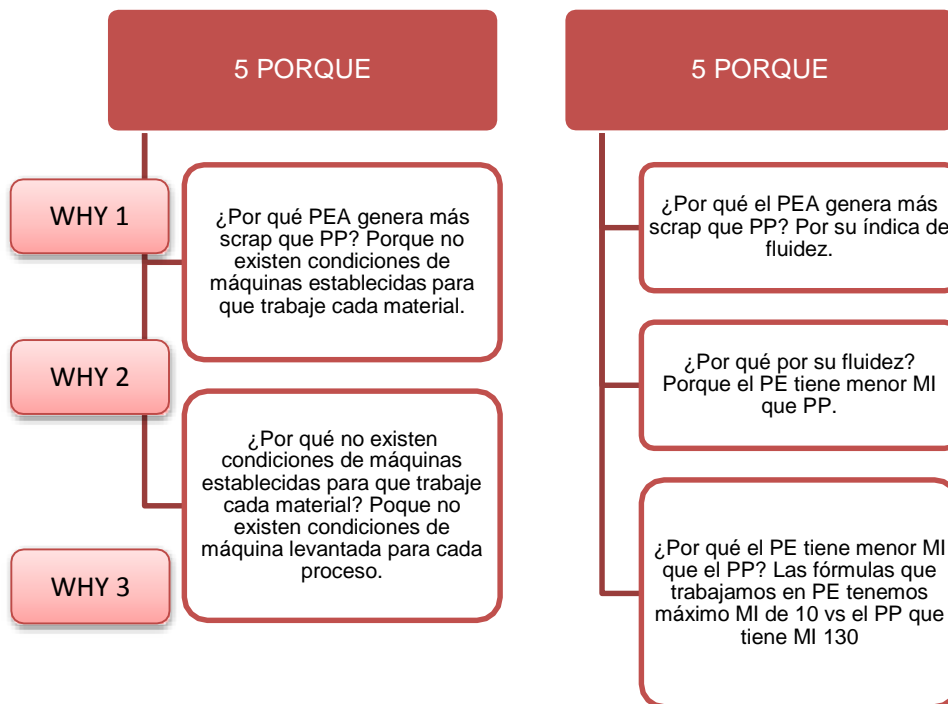 5 PORQUE
WHY 1
WHY 2
WHY 3
¿Por qué PEA genera más
scrap que PP? Porque no
existen condiciones de
máquinas establecidas para
que trabaje cada material.
¿Por qué no existen
condiciones de máquinas
establecidas para que trabaje
cada material? Poque no
existen condiciones de
máquina levantada para cada
proceso.
5 PORQUE
¿Por qué el PEA genera más
scrap que PP? Por su índica de
fluidez.
¿Por qué por su fluidez?
Porque el PE tiene menor MI
que PP.
¿Por qué el PE tiene menor MI
que el PP? Las fórmulas que
trabajamos en PE tenemos
máximo MI de 10 vs el PP que
tiene MI 130